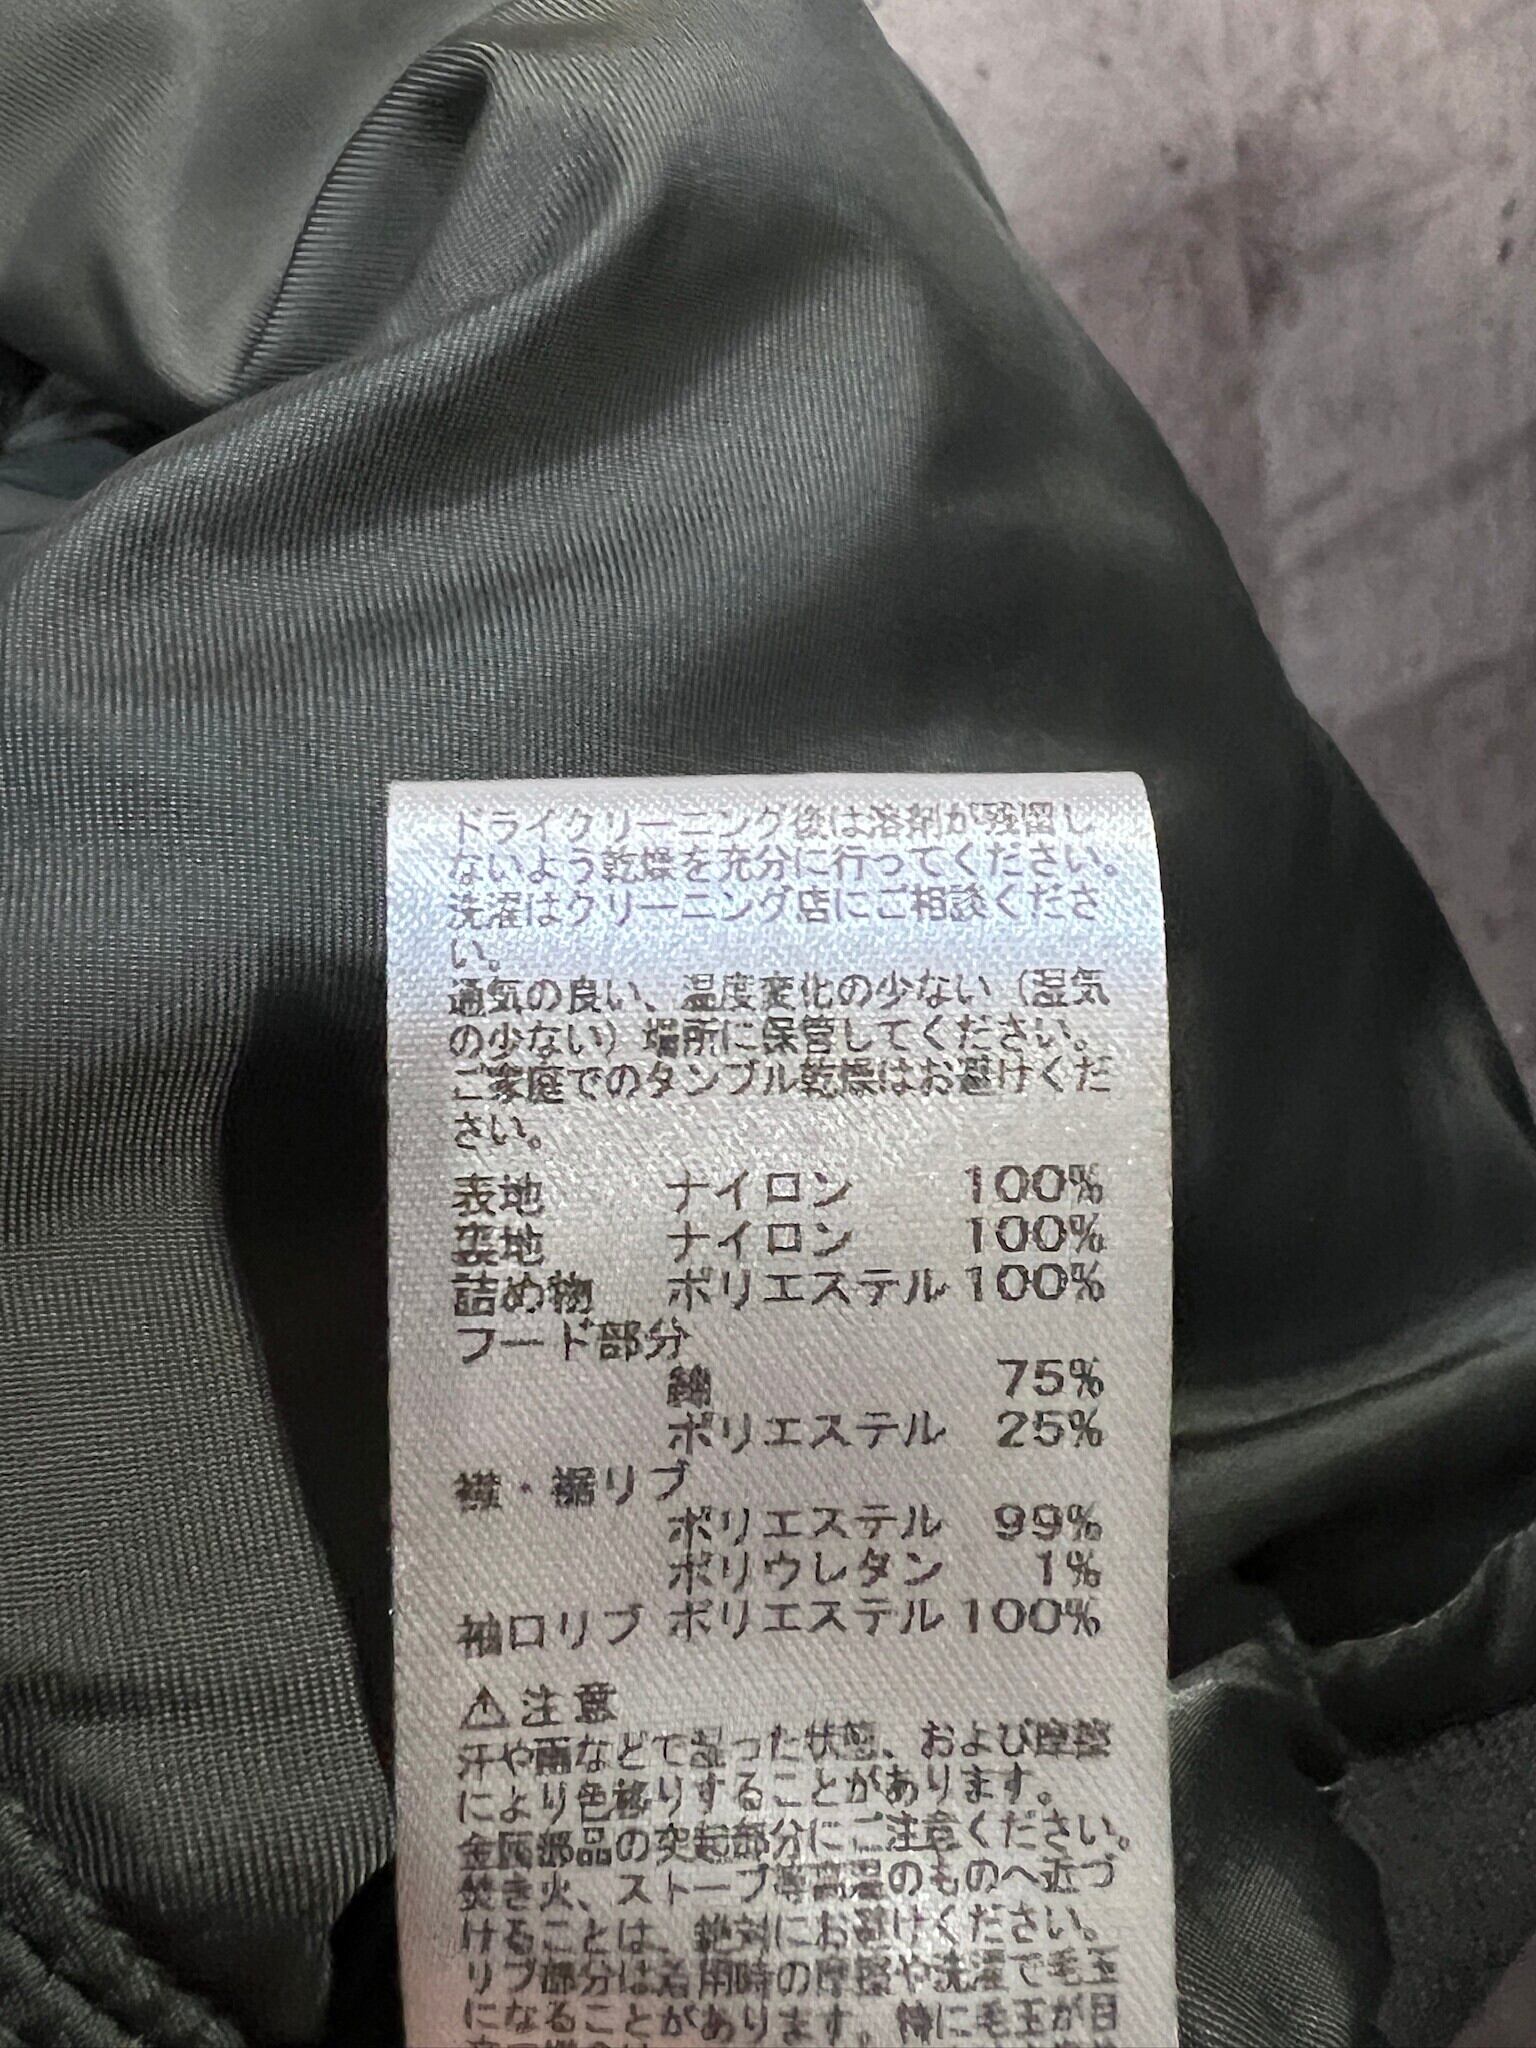 ドライクリーニング後は溶剤が残留し
ないよう乾燥を充分に行ってください。
洗濯はクリーニング店にご相談くださ
い。
通気の良い、温度変化の少ない（湿気
の少ない）場所に保管してください。
ご家庭でのタンブル乾燥はお避けくだ
さい。
表地 ナイロン 100%
裏地 ナイロン 100%
詰め物 ポリエステル 100%
フード部分
綿 75%
ポリエステル 25%
襟・裾リブ
ポリエステル 99%
ポリウレタン 1%
袖口リブ ポリエステル 100%
⚠注意
汗や雨などで湿った状態、および摩擦
により色移りすることがあります。
金属部品の突起部分にご注意ください。
焚き火、ストーブ等高温のものへ近づ
けることは、絶対にお避けください。
リブ部分は着用時の摩擦や洗濯で毛玉
になることがあります。特に毛玉が目